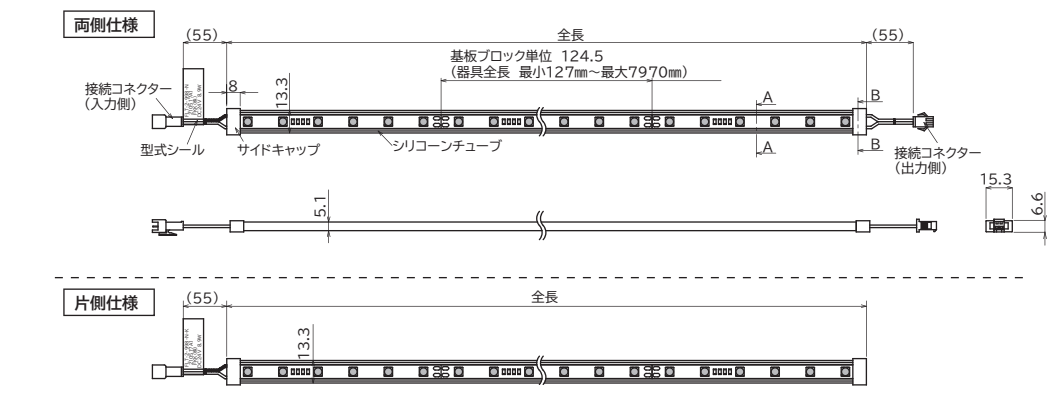 両側仕様
(55)
全長
(55)
基板ブロック単位 124.5
(器具全長 最小127mm～最大7970mm)
接続コネクター
(入力側)
8
13.3
A
B
型式シール
サイドキャップ
シリコーンチューブ
A
B
接続コネクター
(出力側)
5.1
15.3
6.6
片側仕様
(55)
全長
13.3